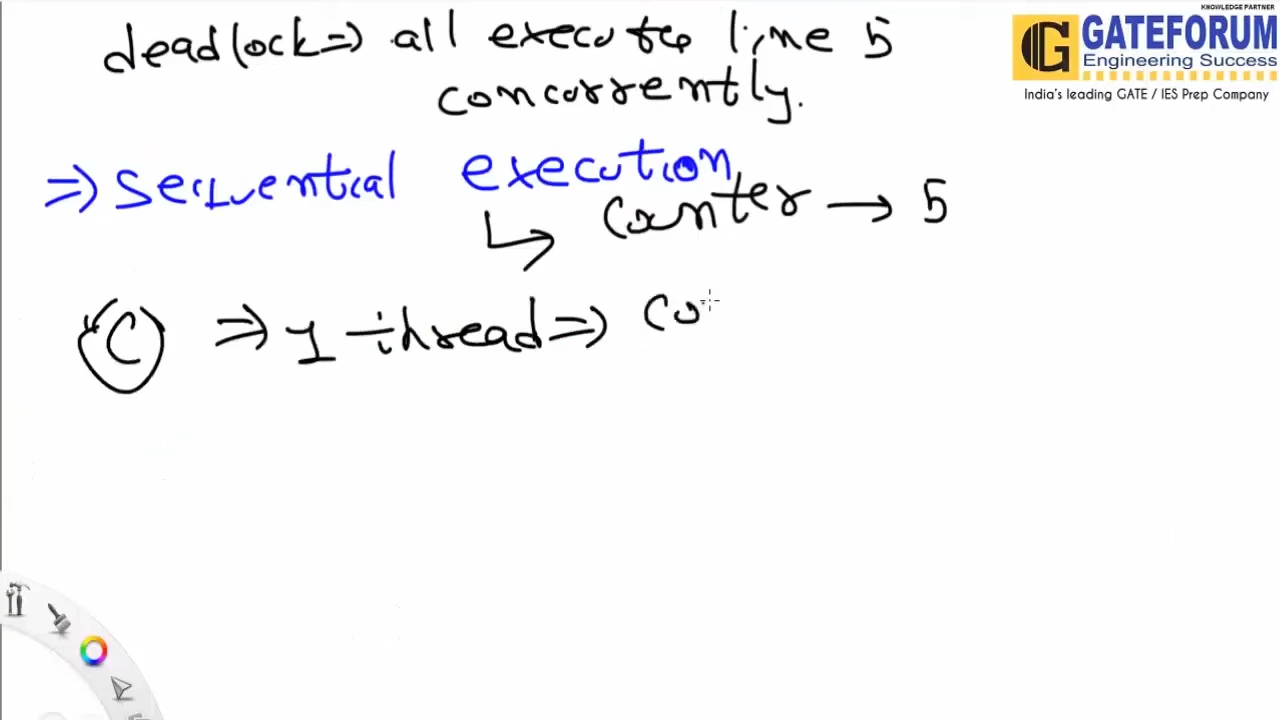 KNOWLEDGE PARTNER
GATEFORUM
Engineering Success
India's leading GATE / IES Prep Company
deadlock => all execute line 5
concurrently.
=> sequential execution
↳ counter → 5
(C) => 1 thread => co